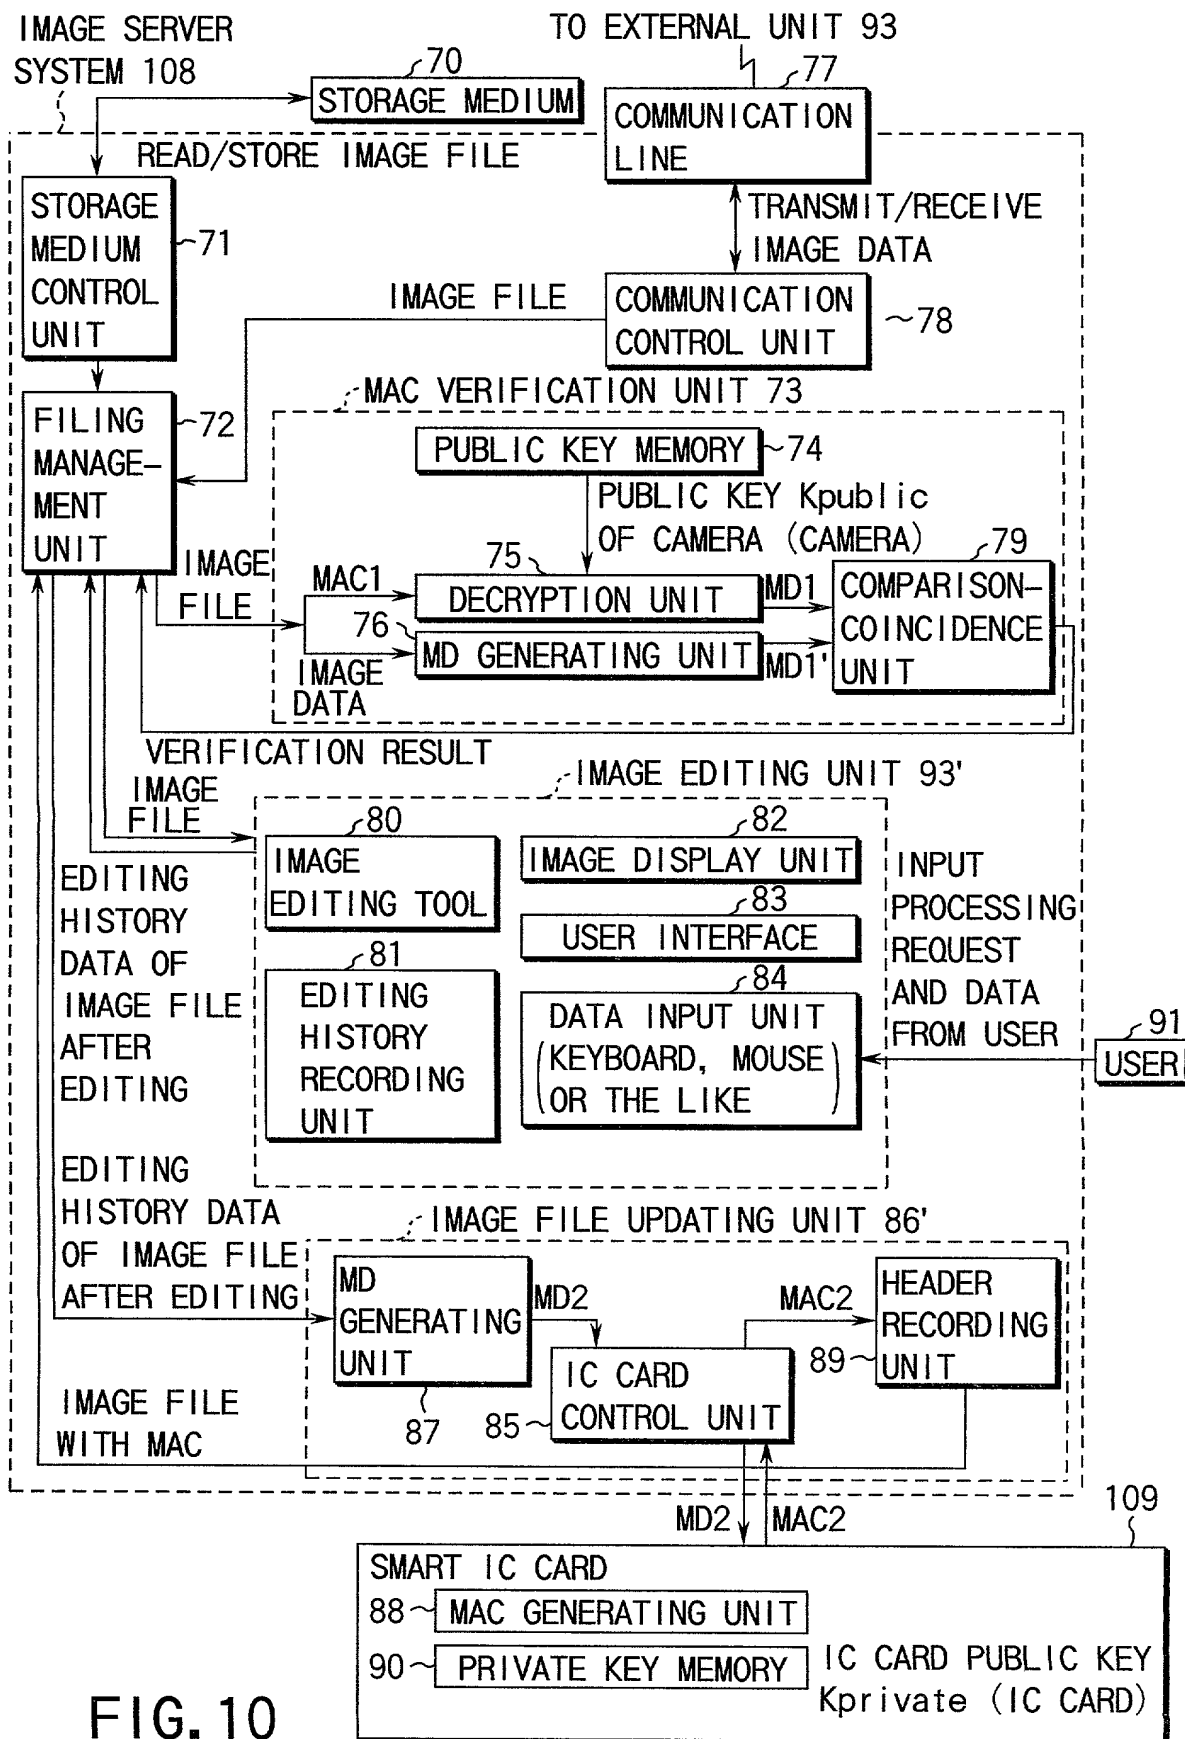 IMAGE SERVER
SYSTEM 108
70
STORAGE MEDIUM
TO EXTERNAL UNIT 93
77
COMMUNICATION
LINE
READ/STORE IMAGE FILE
STORAGE
MEDIUM
CONTROL
UNIT
71
TRANSMIT/RECEIVE
IMAGE DATA
IMAGE FILE
COMMUNICATION
CONTROL UNIT
78
FILING
MANAGE-
MENT
UNIT
72
MAC VERIFICATION UNIT 73
PUBLIC KEY MEMORY
74
PUBLIC KEY Kpublic
OF CAMERA (CAMERA)
IMAGE
FILE
MAC1
75
DECRYPTION UNIT
MD1
79
COMPARISON-
COINCIDENCE
UNIT
76
MD GENERATING UNIT
MD1'
IMAGE
DATA
VERIFICATION RESULT
IMAGE
FILE
IMAGE EDITING UNIT 93'
80
IMAGE
EDITING TOOL
82
IMAGE DISPLAY UNIT
83
USER INTERFACE
81
EDITING
HISTORY
RECORDING
UNIT
84
DATA INPUT UNIT
(KEYBOARD, MOUSE
OR THE LIKE)
INPUT
PROCESSING
REQUEST
AND DATA
FROM USER
91
USER
EDITING
HISTORY
DATA OF
IMAGE FILE
AFTER
EDITING
EDITING
HISTORY DATA
OF IMAGE FILE
AFTER EDITING
IMAGE FILE UPDATING UNIT 86'
MD
GENERATING
UNIT
87
MD2
IC CARD
CONTROL UNIT
85
MAC2
HEADER
RECORDING
UNIT
89
IMAGE FILE
WITH MAC
MD2
MAC2
109
SMART IC CARD
88
MAC GENERATING UNIT
90
PRIVATE KEY MEMORY
IC CARD PUBLIC KEY
Kprivate (IC CARD)
FIG.10